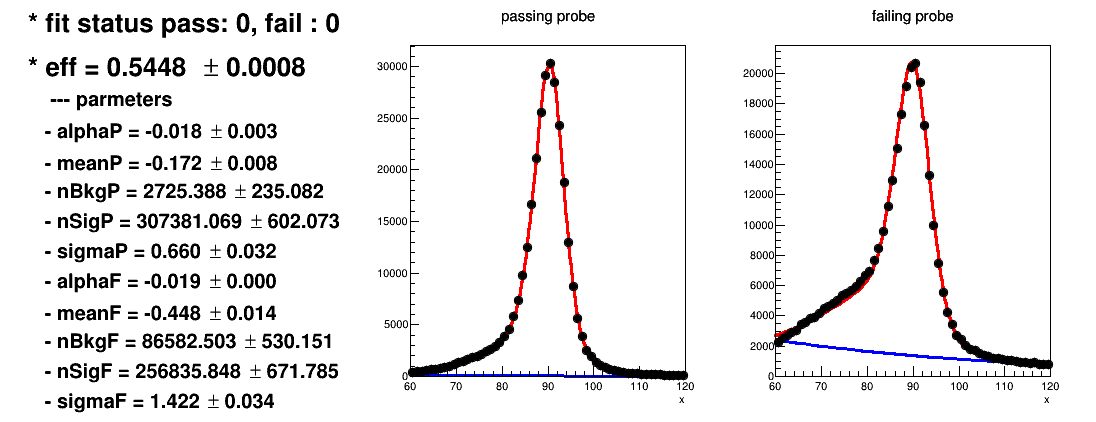 * fit status pass: 0, fail : 0
* eff = 0.5448 ± 0.0008
--- parmeters
- alphaP = -0.018 ± 0.003
- meanP = -0.172 ± 0.008
- nBkgP = 2725.388 ± 235.082
- nSigP = 307381.069 ± 602.073
- sigmaP = 0.660 ± 0.032
- alphaF = -0.019 ± 0.000
- meanF = -0.448 ± 0.014
- nBkgF = 86582.503 ± 530.151
- nSigF = 256835.848 ± 671.785
- sigmaF = 1.422 ± 0.034
passing probe
30000
25000
20000
15000
10000
5000
0
60 70 80 90 100 110 120
x
failing probe
20000
18000
16000
14000
12000
10000
8000
6000
4000
2000
0
60 70 80 90 100 110 120
x